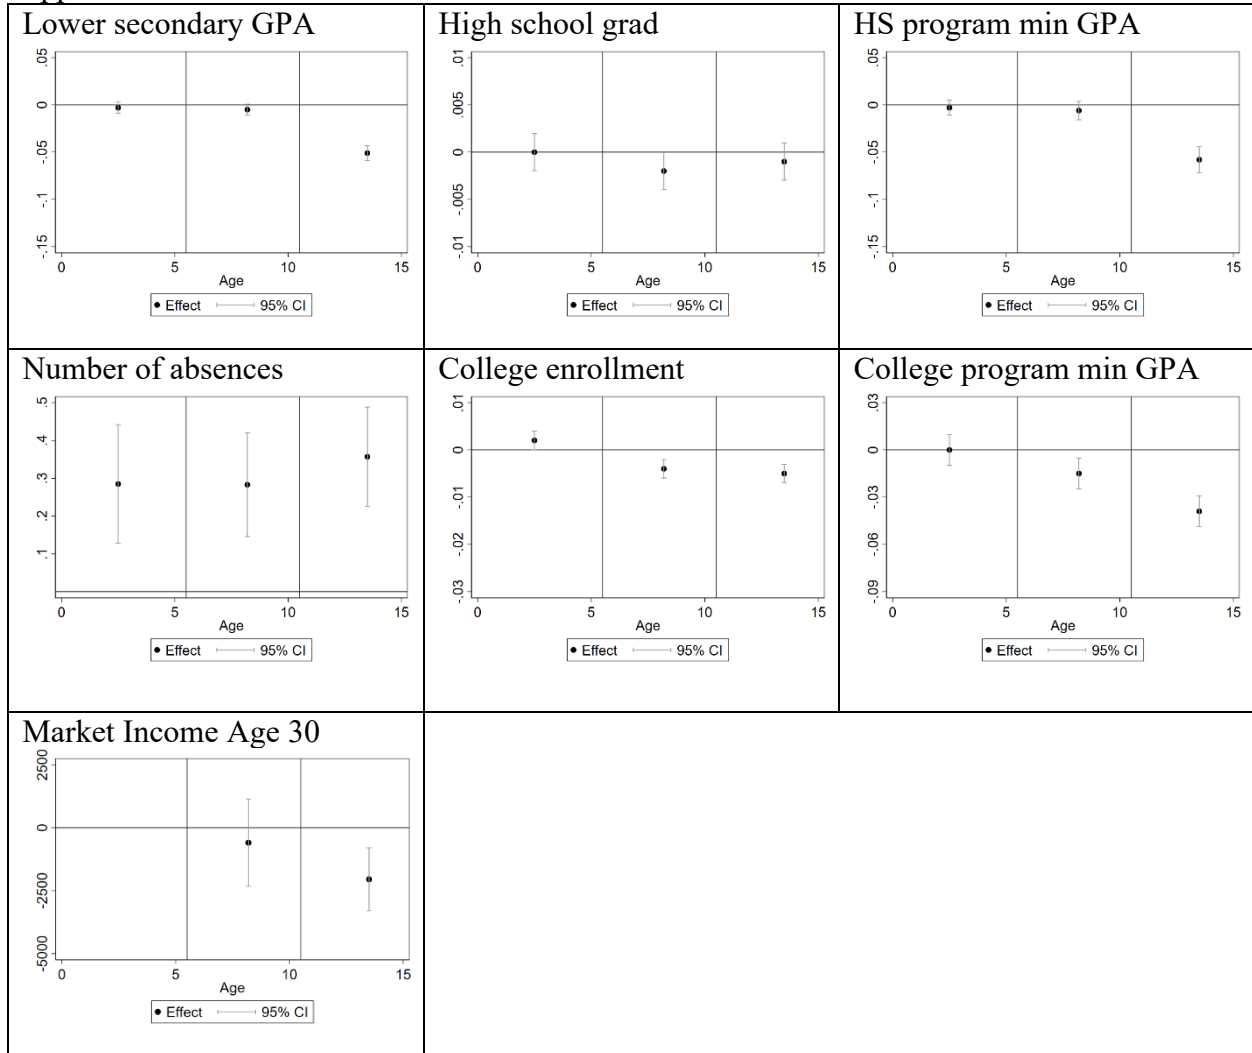 Lower secondary GPA
.05
0
-.05
-.1
-.15
0 5 10 15
Age
Effect 95% CI
High school grad
.01
.005
0
-.005
-.01
0 5 10 15
Age
Effect 95% CI
HS program min GPA
.05
0
-.05
-.1
-.15
0 5 10 15
Age
Effect 95% CI
Number of absences
.5
.4
.3
.2
.1
0 5 10 15
Age
Effect 95% CI
College enrollment
.01
0
-.01
-.02
-.03
0 5 10 15
Age
Effect 95% CI
College program min GPA
.03
0
-.03
-.06
-.09
0 5 10 15
Age
Effect 95% CI
Market Income Age 30
2500
0
-2500
-5000
0 5 10 15
Age
Effect 95% CI